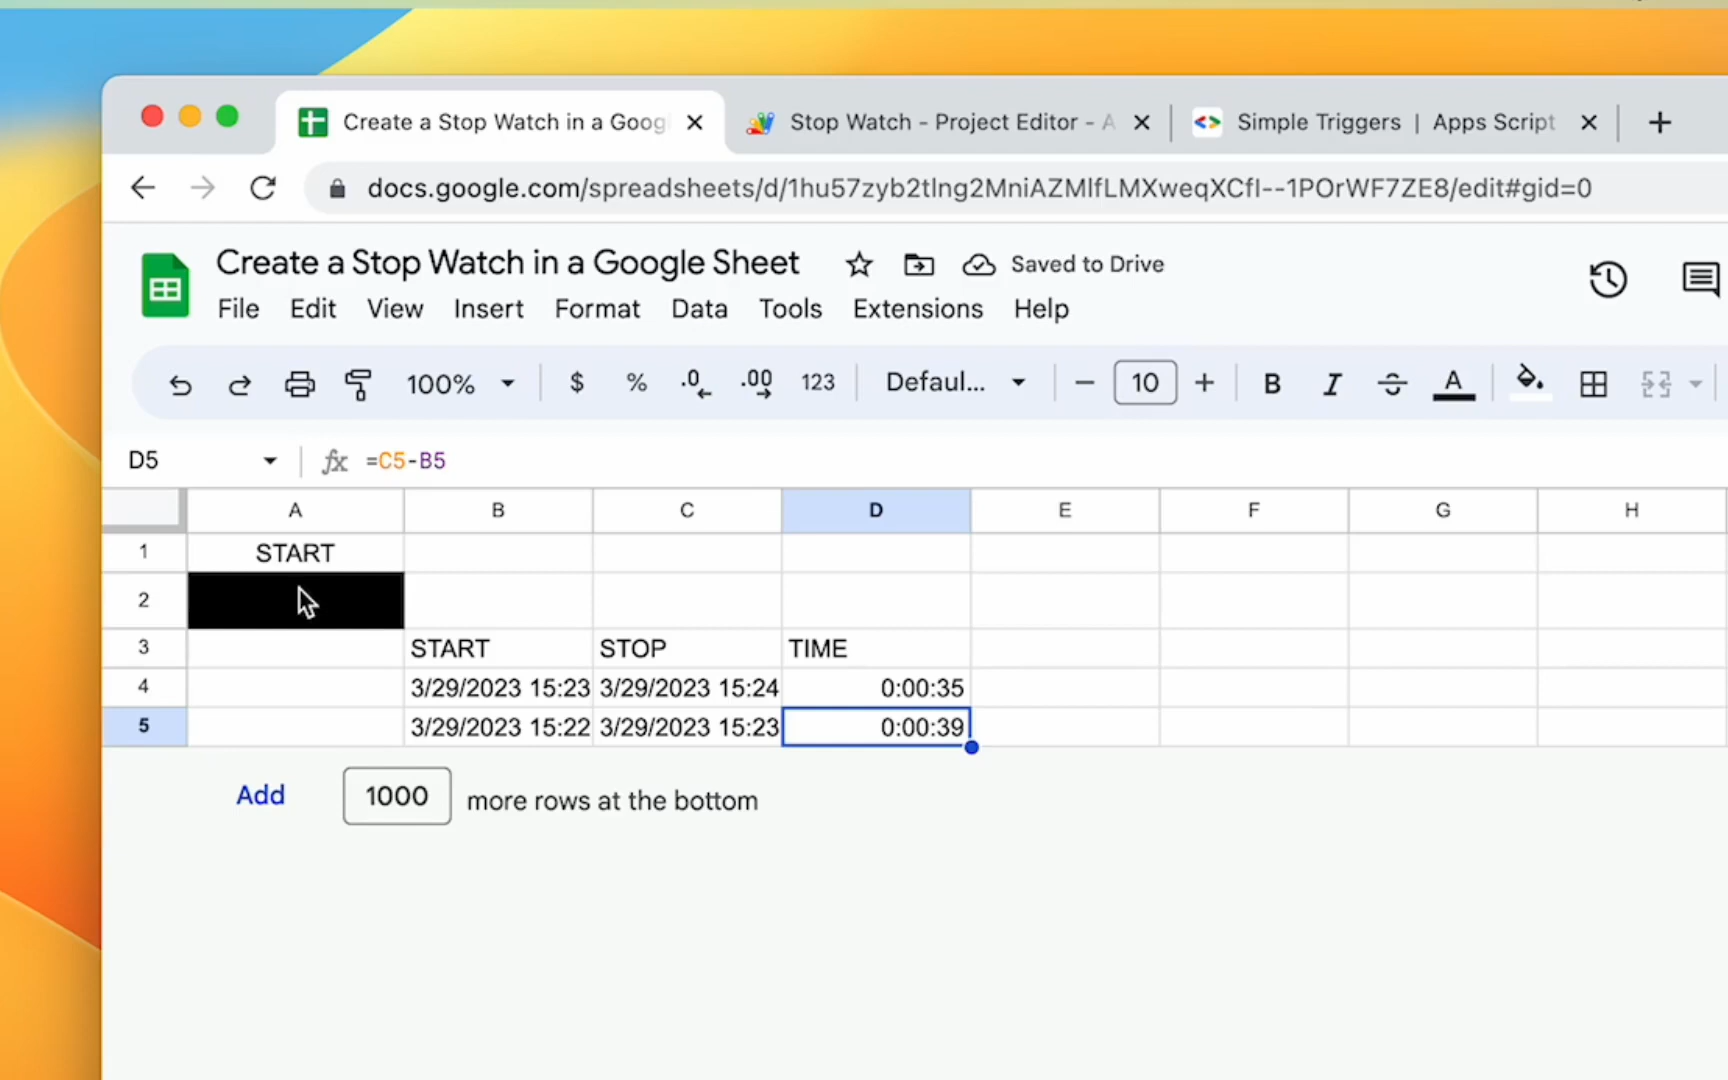 Create a Stop Watch in a Goog
Stop Watch - Project Editor - A
Simple Triggers | Apps Script
docs.google.com/spreadsheets/d/1hu57zyb2tlng2MniAZMlfLMXweqXCfI--1POrWF7ZE8/edit#gid=0
Create a Stop Watch in a Google Sheet
Saved to Drive
File Edit View Insert Format Data Tools Extensions Help
100% $ % .0 .00 123 Defaul... − 10 + B I S A
D5 fx =C5-B5
A B C D E F G H
1 START
2
3 START STOP TIME
4 3/29/2023 15:23 3/29/2023 15:24 0:00:35
5 3/29/2023 15:22 3/29/2023 15:23 0:00:39
Add 1000 more rows at the bottom